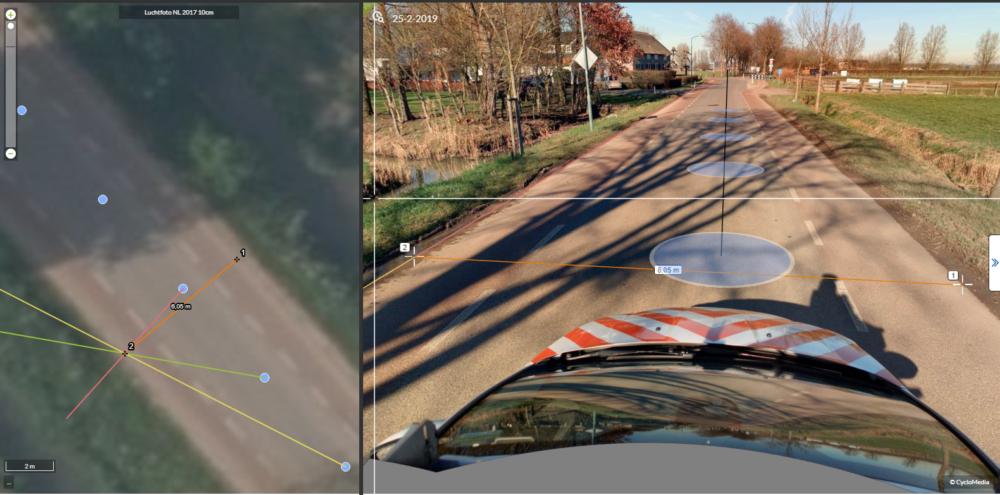 Luchtfoto NL 2017 10cm
25-2-2019
1
2
6,05 m
2
1
6.05 m
2 m
...
© CycloMedia